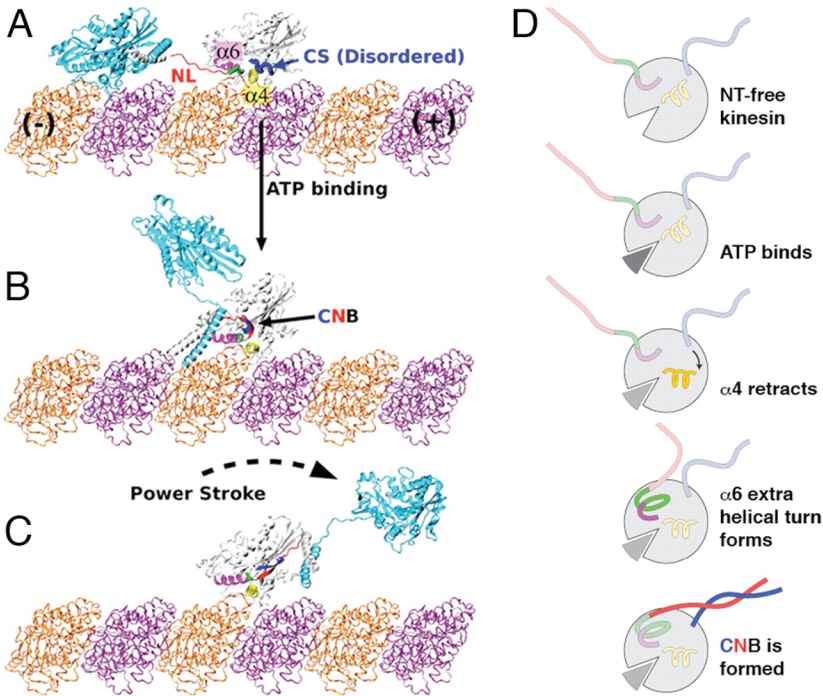 A
α6
CS (Disordered)
NL
α4
(-)
(+)
ATP binding
B
CNB
Power Stroke
C
D
NT-free
kinesin
ATP binds
α4 retracts
α6 extra
helical turn
forms
CNB is
formed